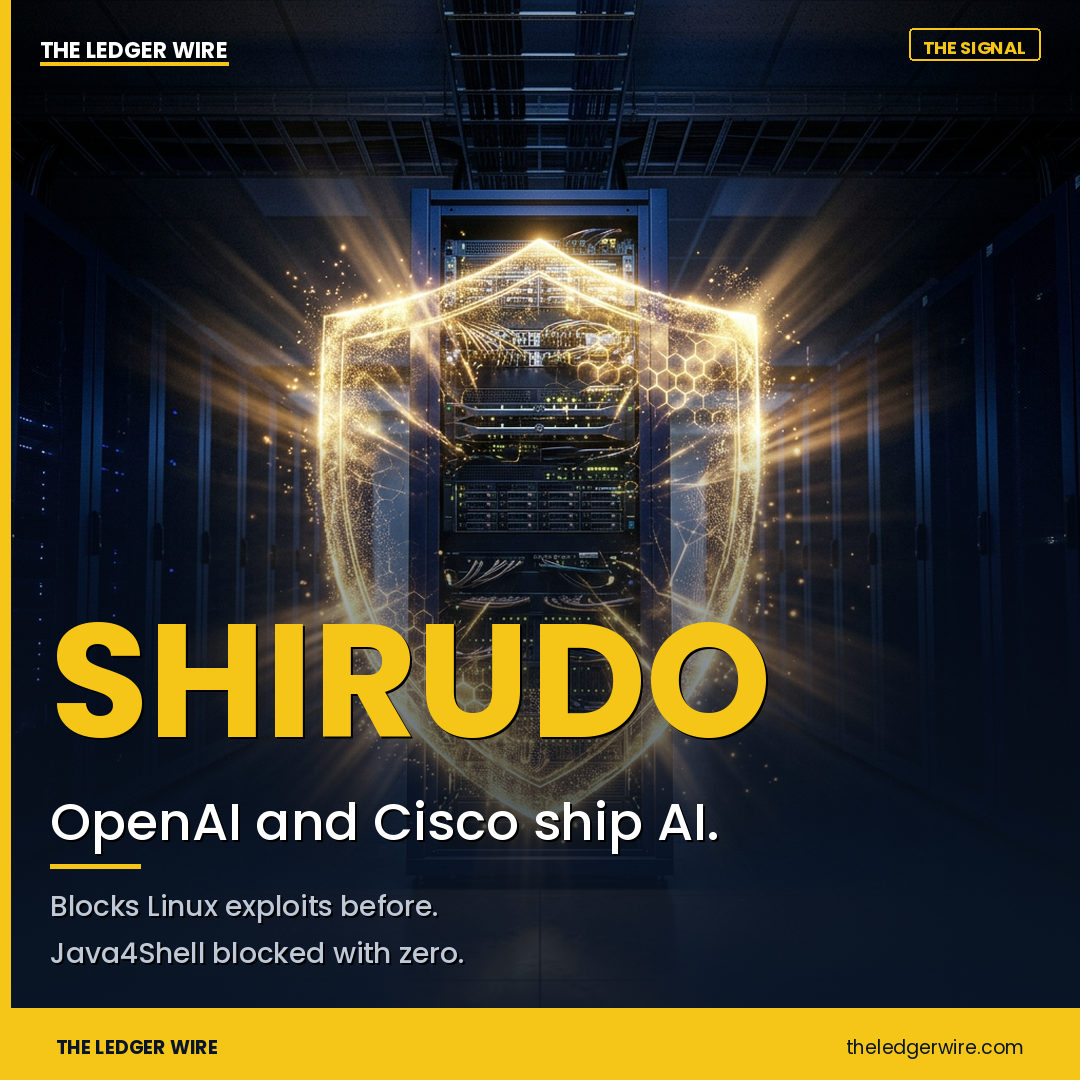 THE LEDGER WIRE
THE SIGNAL
SHIRUDO
OpenAI and Cisco ship AI.
Blocks Linux exploits before.
Java4Shell blocked with zero.
THE LEDGER WIRE
theledgerwire.com